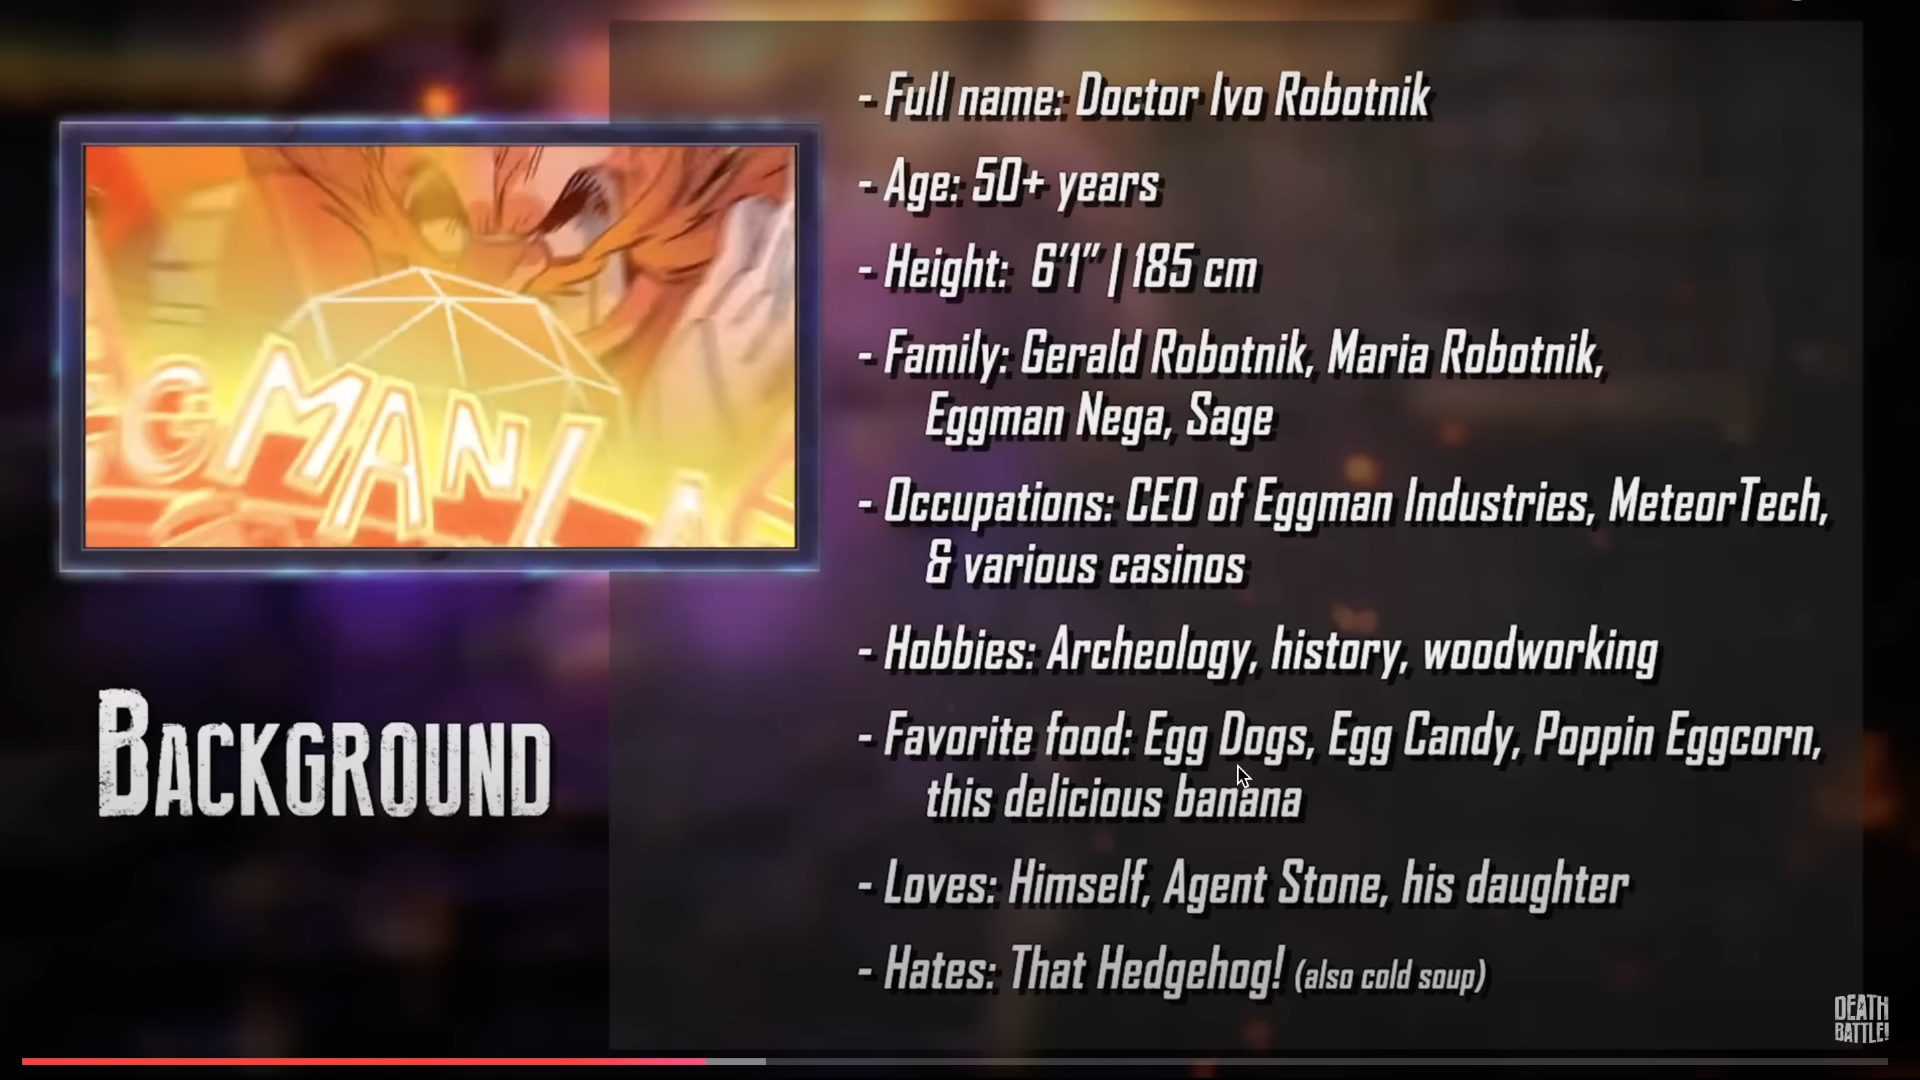 - Full name: Doctor Ivo Robotnik
- Age: 50+ years
- Height: 6'1" | 185 cm
- Family: Gerald Robotnik, Maria Robotnik,
Eggman Nega, Sage
- Occupations: CEO of Eggman Industries, MeteorTech,
& various casinos
- Hobbies: Archeology, history, woodworking
- Favorite food: Egg Dogs, Egg Candy, Poppin Eggcorn,
this delicious banana
- Loves: Himself, Agent Stone, his daughter
- Hates: That Hedgehog! (also cold soup)
GMANL
BACKGROUND
DEATH
BATTLE!